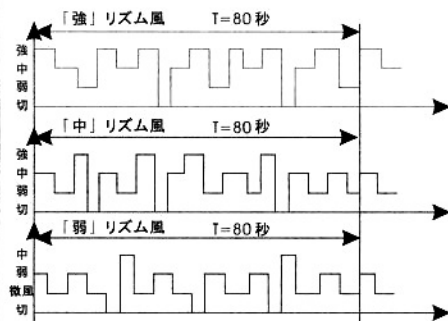 「強」リズム風 T=80秒
強
中
弱
切
「中」リズム風 T=80秒
強
中
弱
切
「弱」リズム風 T=80秒
中
弱
微風
切